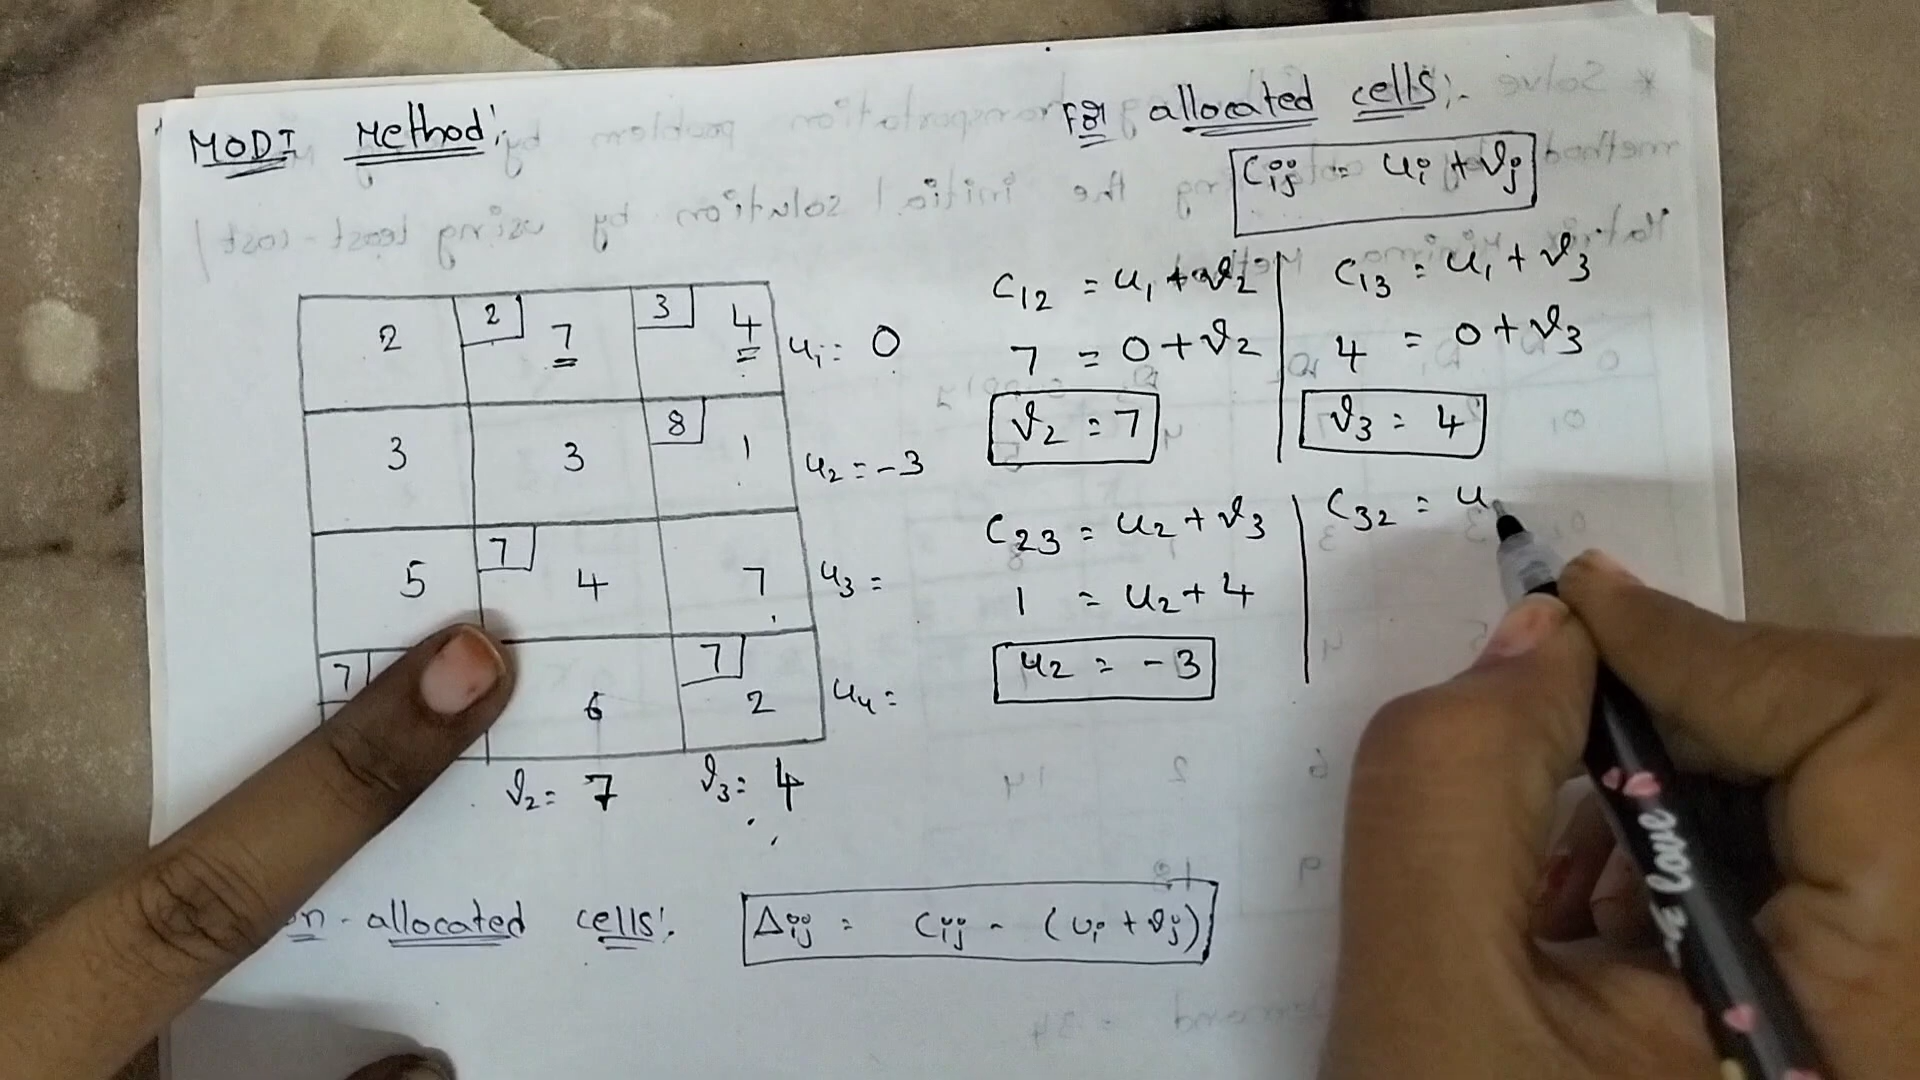 MODI Method:
For allocated cells:-
Cij = ui + vj
2 2 7 3 4 u1 = 0
3 3 8 1 u2 = -3
5 7 4 7 u3 =
7 6 7 2 u4 =
v2 = 7 v3 = 4
C12 = u1 + v2
7 = 0 + v2
v2 = 7
C13 = u1 + v3
4 = 0 + v3
v3 = 4
C23 = u2 + v3
1 = u2 + 4
u2 = -3
C32 = u
allocated cells:
Δij = Cij - (ui + vj)
love